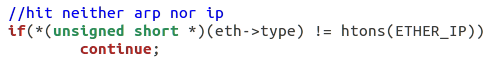 //hit neither arp nor ip
if(*(unsigned short *)(eth->type) != htons(ETHER_IP))
continue;